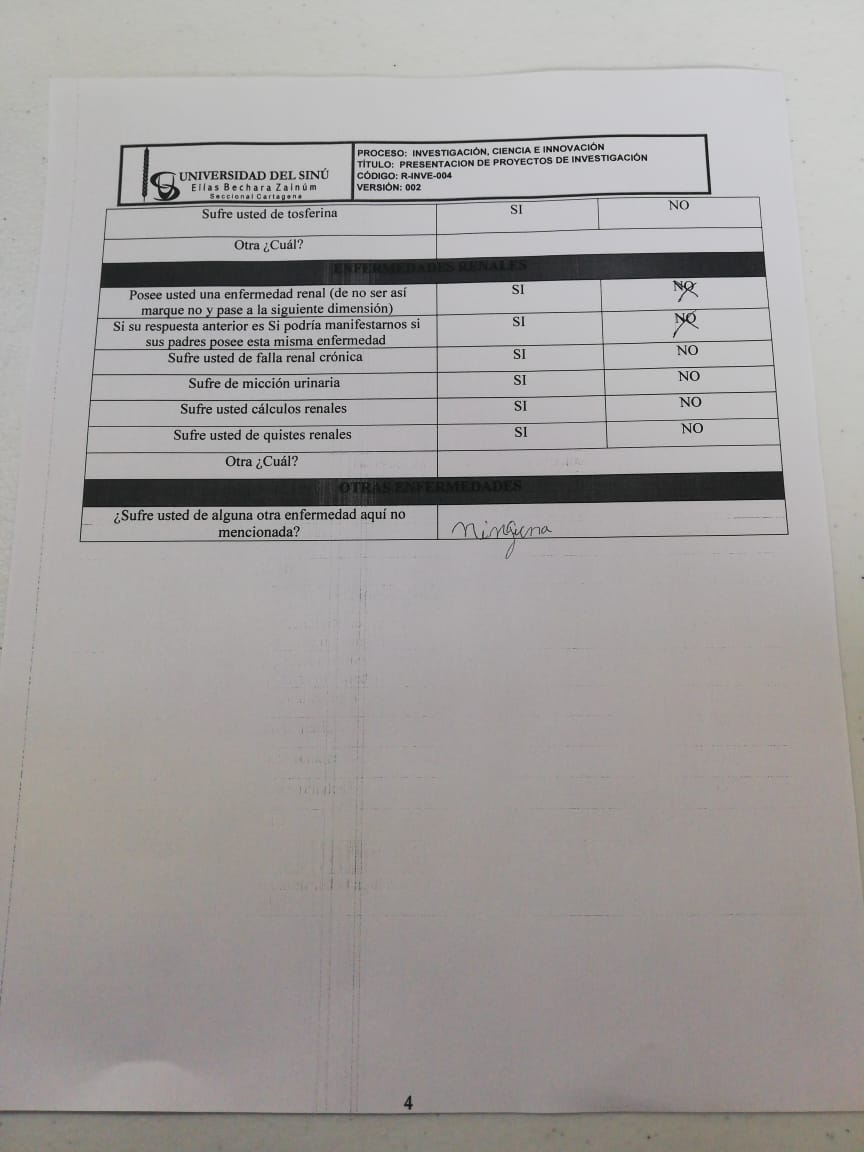 UNIVERSIDAD DEL SINÚ
Elías Bechara Zainúm
Seccional Cartagena
PROCESO: INVESTIGACIÓN, CIENCIA E INNOVACIÓN
TÍTULO: PRESENTACION DE PROYECTOS DE INVESTIGACIÓN
CÓDIGO: R-INVE-004
VERSIÓN: 002
Sufre usted de tosferina SI NO
Otra ¿Cuál?
ENFERMEDADES RENALES
Posee usted una enfermedad renal (de no ser así SI NO
marque no y pase a la siguiente dimensión)
Si su respuesta anterior es Si podría manifestarnos si SI NO
sus padres posee esta misma enfermedad
Sufre usted de falla renal crónica SI NO
Sufre de micción urinaria SI NO
Sufre usted cálculos renales SI NO
Sufre usted de quistes renales SI NO
Otra ¿Cuál?
OTRAS ENFERMEDADES
¿Sufre usted de alguna otra enfermedad aquí no
mencionada? Ninguna
4